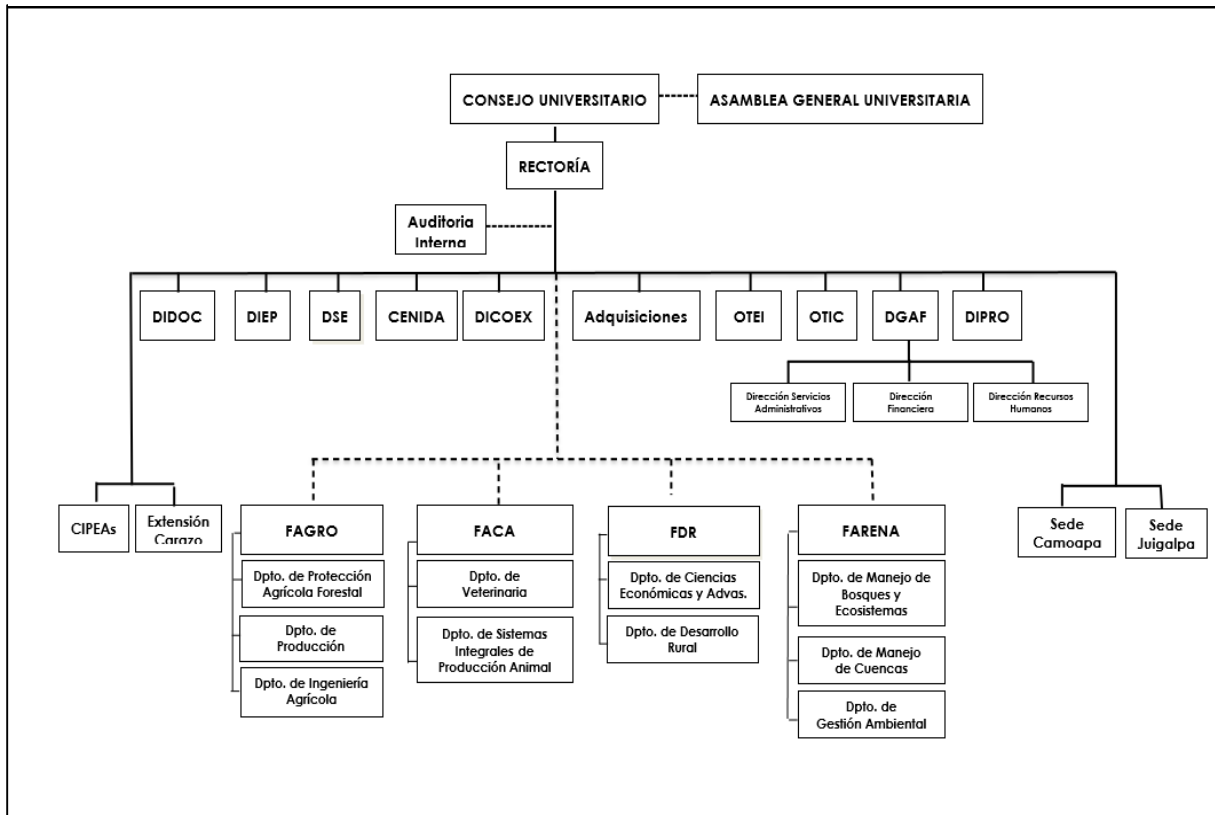 CONSEJO UNIVERSITARIO
ASAMBLEA GENERAL UNIVERSITARIA
RECTORÍA
Auditoria
Interna
DIDOC
DIEP
DSE
CENIDA
DICOEX
Adquisiciones
OTEI
OTIC
DGAF
DIPRO
Dirección Servicios
Administrativos
Dirección
Financiera
Dirección Recursos
Humanos
CIPEAs
Extensión
Carazo
FAGRO
FACA
FDR
FARENA
Sede
Camoapa
Sede
Juigalpa
Dpto. de Protección
Agrícola Forestal
Dpto. de
Producción
Dpto. de Ingeniería
Agrícola
Dpto. de
Veterinaria
Dpto. de Sistemas
Integrales de
Producción Animal
Dpto. de Ciencias
Económicas y Advas.
Dpto. de Desarrollo
Rural
Dpto. de Manejo de
Bosques y
Ecosistemas
Dpto. de Manejo
de Cuencas
Dpto. de
Gestión Ambiental